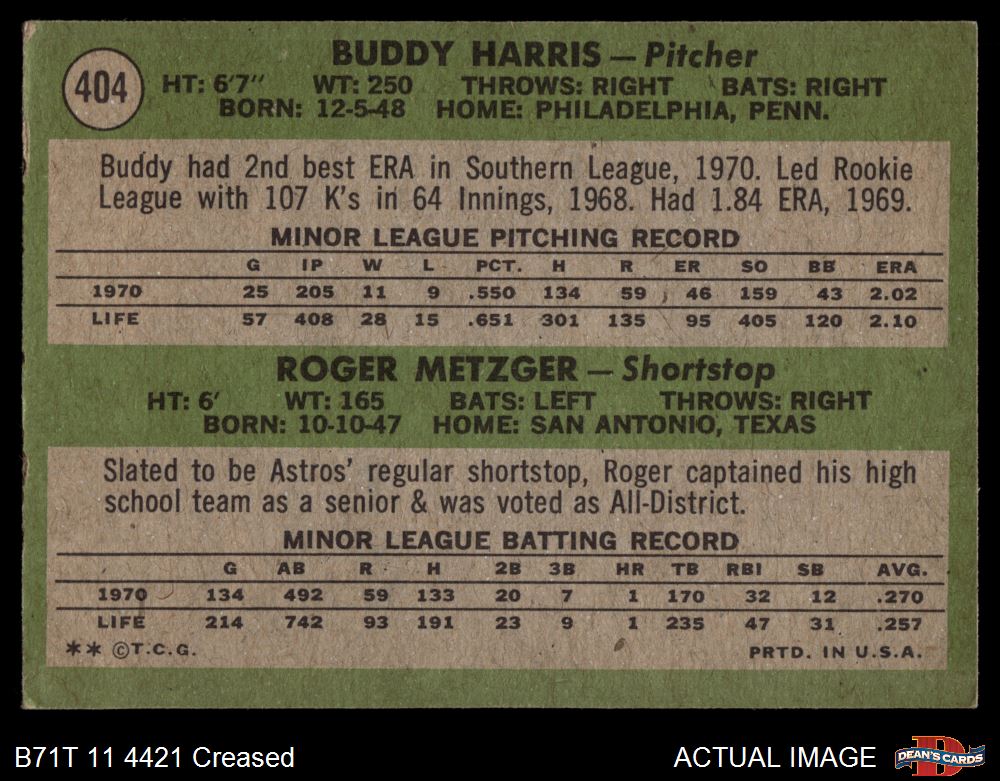 404
BUDDY HARRIS — Pitcher
HT: 6'7" WT: 250 THROWS: RIGHT BATS: RIGHT
BORN: 12-5-48 HOME: PHILADELPHIA, PENN.
Buddy had 2nd best ERA in Southern League, 1970. Led Rookie
League with 107 K's in 64 Innings, 1968. Had 1.84 ERA, 1969.
MINOR LEAGUE PITCHING RECORD
G IP W L PCT. H R ER SO BB ERA
1970 25 205 11 9 .550 134 59 46 159 43 2.02
LIFE 57 408 28 15 .651 301 135 95 405 120 2.10
ROGER METZGER — Shortstop
HT: 6' WT: 165 BATS: LEFT THROWS: RIGHT
BORN: 10-10-47 HOME: SAN ANTONIO, TEXAS
Slated to be Astros' regular shortstop, Roger captained his high
school team as a senior & was voted as All-District.
MINOR LEAGUE BATTING RECORD
G AB R H 2B 3B HR TB RBI SB AVG.
1970 134 492 59 133 20 7 1 170 32 12 .270
LIFE 214 742 93 191 23 9 1 235 47 31 .257
** ©T.C.G. PRTD. IN U.S.A.
B71T 11 4421 Creased ACTUAL IMAGE DEAN'S CARDS